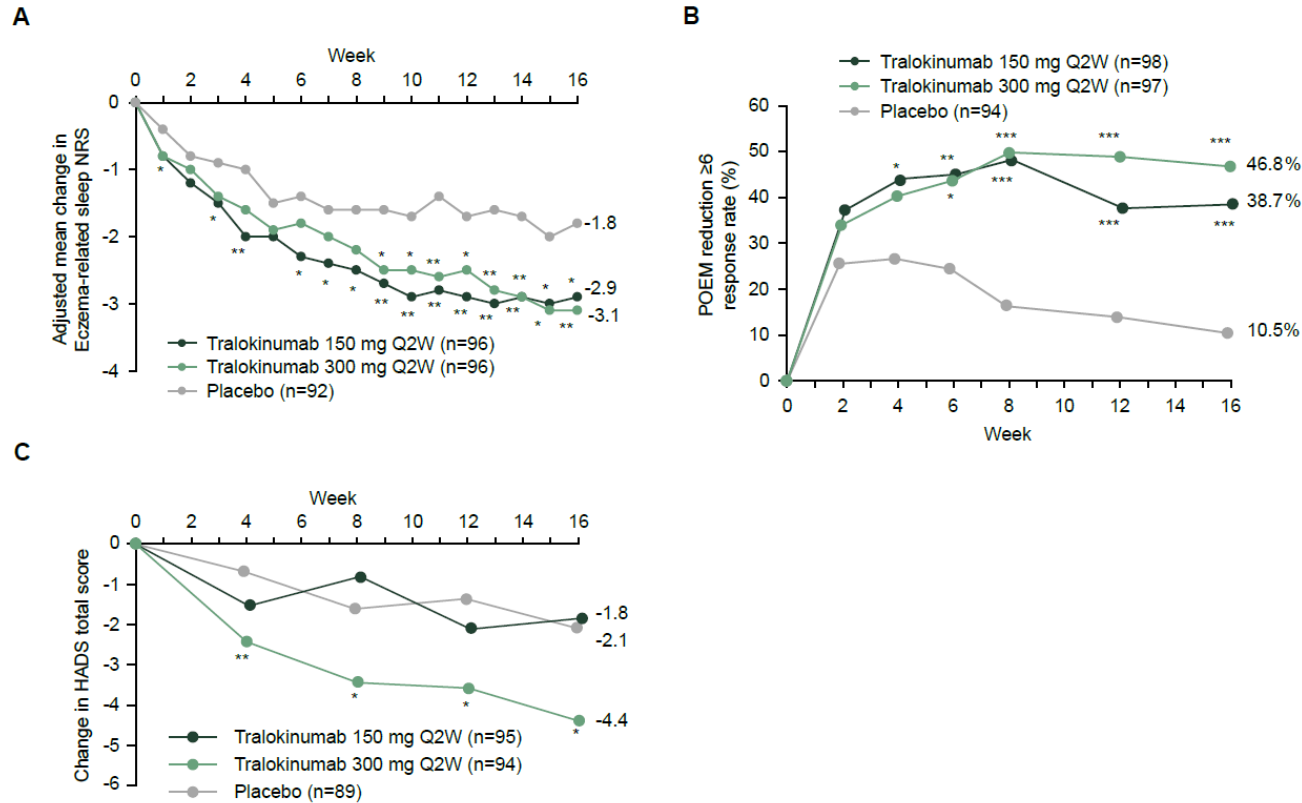 A
Week
0 2 4 6 8 10 12 14 16
0
-1
-2
-3
-4
Adjusted mean change in
Eczema-related sleep NRS
* * ** * * * ** ** ** ** ** ** * **
* * ** * ** ** * *
-1.8
-2.9
-3.1
Tralokinumab 150 mg Q2W (n=96)
Tralokinumab 300 mg Q2W (n=96)
Placebo (n=92)
B
Tralokinumab 150 mg Q2W (n=98)
Tralokinumab 300 mg Q2W (n=97)
Placebo (n=94)
60
50
40
30
20
10
0
POEM reduction ≥6
response rate (%)
* ** *** *** ***
* *** *** ***
46.8%
38.7%
10.5%
0 2 4 6 8 10 12 14 16
Week
C
Week
0 2 4 6 8 10 12 14 16
0
-1
-2
-3
-4
-5
-6
Change in HADS total score
** * * *
-1.8
-2.1
-4.4
Tralokinumab 150 mg Q2W (n=95)
Tralokinumab 300 mg Q2W (n=94)
Placebo (n=89)